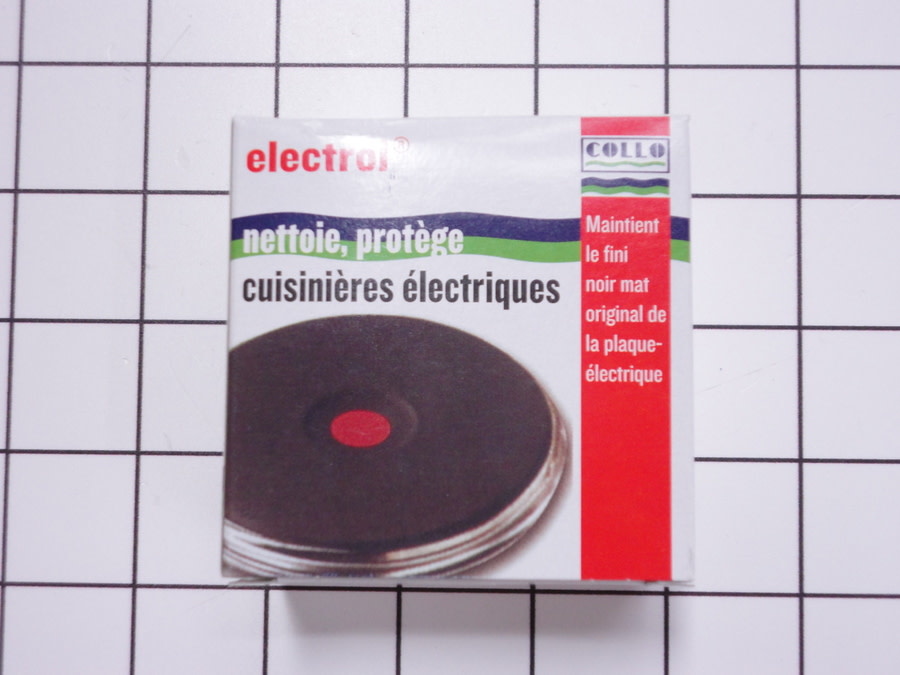 electrol®
COLLO
nettoie, protège
cuisinières électriques
Maintient
le fini
noir mat
original de
la plaque-
électrique